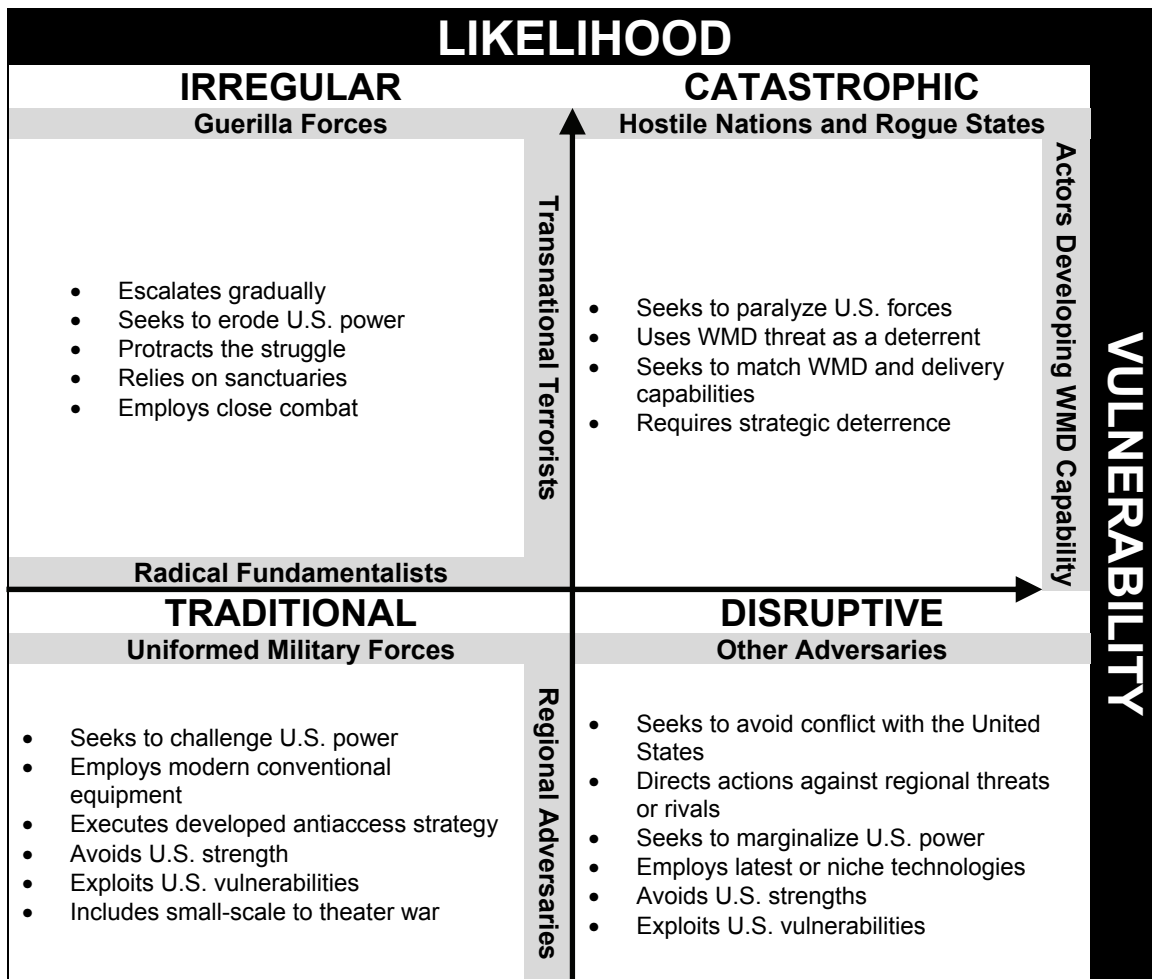 LIKELIHOOD
IRREGULAR
Guerilla Forces
• Escalates gradually
• Seeks to erode U.S. power
• Protracts the struggle
• Relies on sanctuaries
• Employs close combat
Transnational Terrorists
Radical Fundamentalists
CATASTROPHIC
Hostile Nations and Rogue States
• Seeks to paralyze U.S. forces
• Uses WMD threat as a deterrent
• Seeks to match WMD and delivery
capabilities
• Requires strategic deterrence
Actors Developing WMD Capability
VULNERABILITY
TRADITIONAL
Uniformed Military Forces
• Seeks to challenge U.S. power
• Employs modern conventional
equipment
• Executes developed antiaccess strategy
• Avoids U.S. strength
• Exploits U.S. vulnerabilities
• Includes small-scale to theater war
Regional Adversaries
DISRUPTIVE
Other Adversaries
• Seeks to avoid conflict with the United
States
• Directs actions against regional threats
or rivals
• Seeks to marginalize U.S. power
• Employs latest or niche technologies
• Avoids U.S. strengths
• Exploits U.S. vulnerabilities